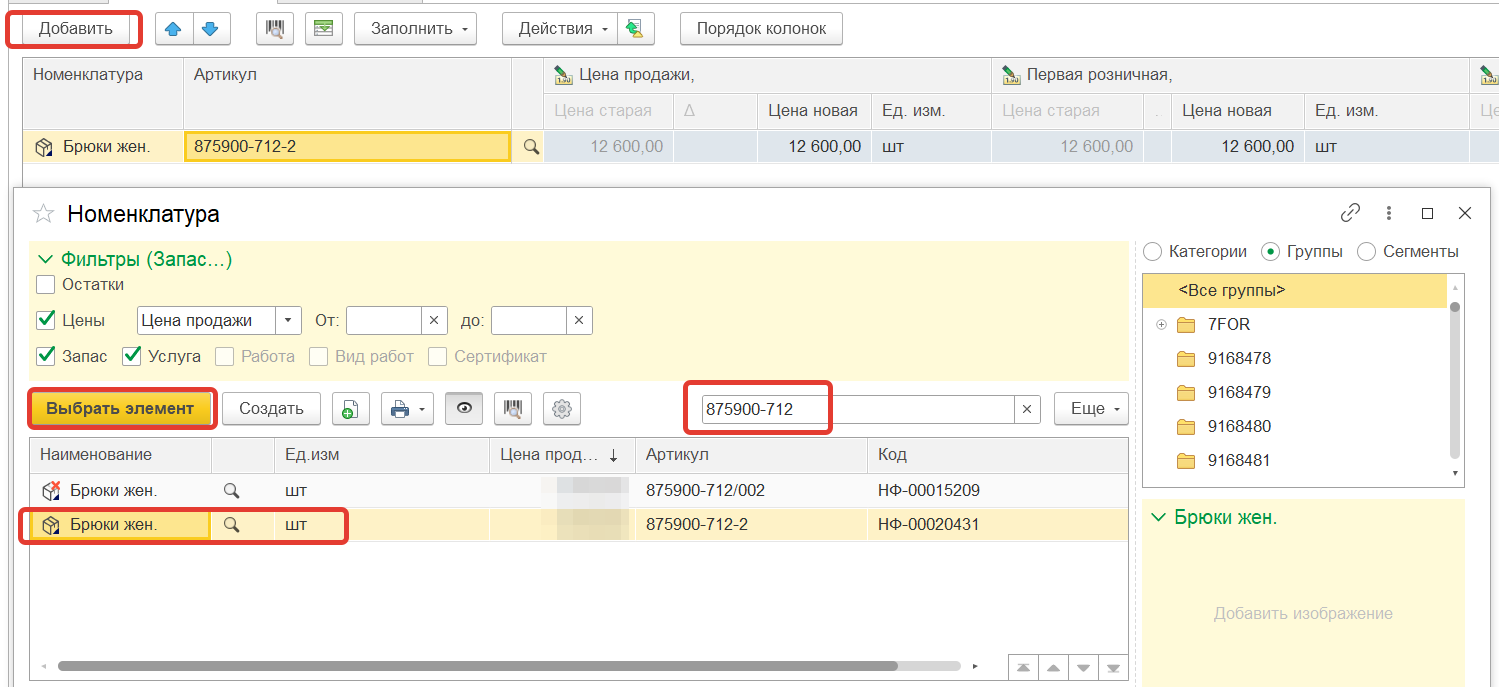 Добавить Заполнить Действия Порядок колонок
Номенклатура Артикул Цена продажи, Первая розничная,
Цена старая Δ Цена новая Ед. изм. Цена старая . Цена новая Ед. изм.
Брюки жен. 875900-712-2 12 600,00 12 600,00 шт 12 600,00 12 600,00 шт
Номенклатура
Фильтры (Запас...)
Остатки
Цены Цена продажи От: до:
Запас Услуга Работа Вид работ Сертификат
Выбрать элемент Создать 875900-712 Еще
Наименование Ед.изм Цена прод... ↓ Артикул Код
Брюки жен. шт 875900-712/002 НФ-00015209
Брюки жен. шт 875900-712-2 НФ-00020431
Категории Группы Сегменты
<Все группы>
7FOR
9168478
9168479
9168480
9168481
Брюки жен.
Добавить изображение